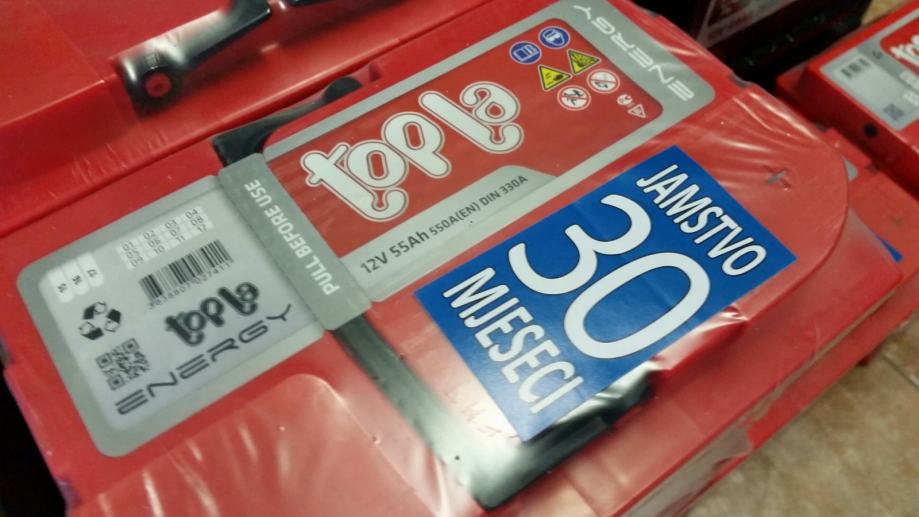 ENERGY
topla
12V 55Ah 550A(EN) DIN 330A
PULL BEFORE USE
JAMSTVO
30
MJESECI
01 02 03 04
05 06 07 08
09 10 11 12
topla
ENERGY